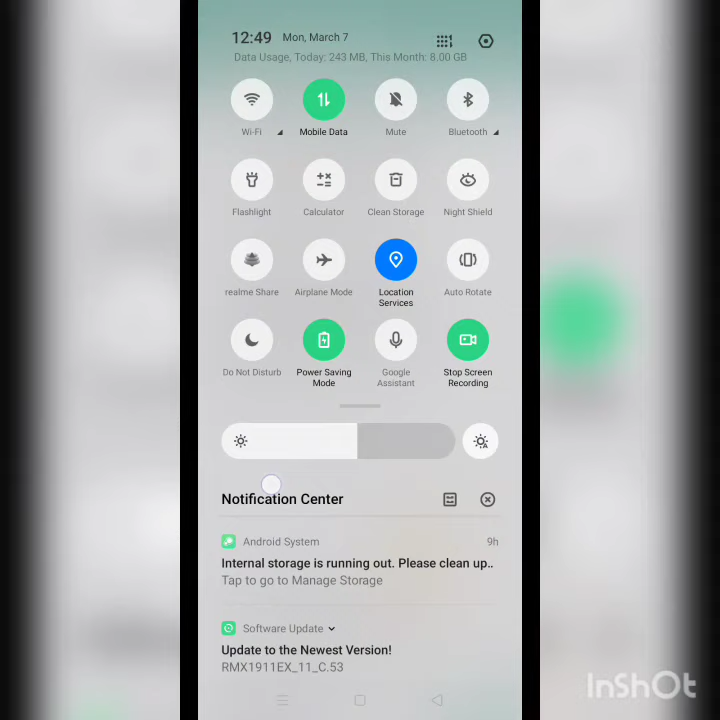 12:49 Mon, March 7
Data Usage, Today: 243 MB, This Month: 8.00 GB
Wi-Fi Mobile Data Mute Bluetooth
Flashlight Calculator Clean Storage Night Shield
realme Share Airplane Mode Location Services Auto Rotate
Do Not Disturb Power Saving Mode Google Assistant Stop Screen Recording
Notification Center
Android System 9h
Internal storage is running out. Please clean up..
Tap to go to Manage Storage
Software Update
Update to the Newest Version!
RMX1911EX_11_C.53
InShOt